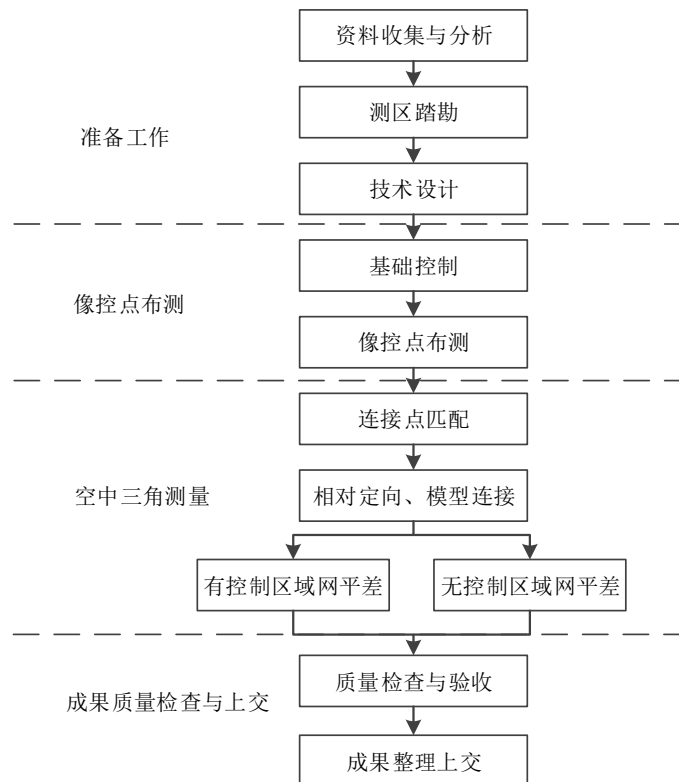 资料收集与分析
测区踏勘
准备工作
技术设计
基础控制
像控点布测
像控点布测
连接点匹配
空中三角测量
相对定向、模型连接
有控制区域网平差
无控制区域网平差
质量检查与验收
成果质量检查与上交
成果整理上交